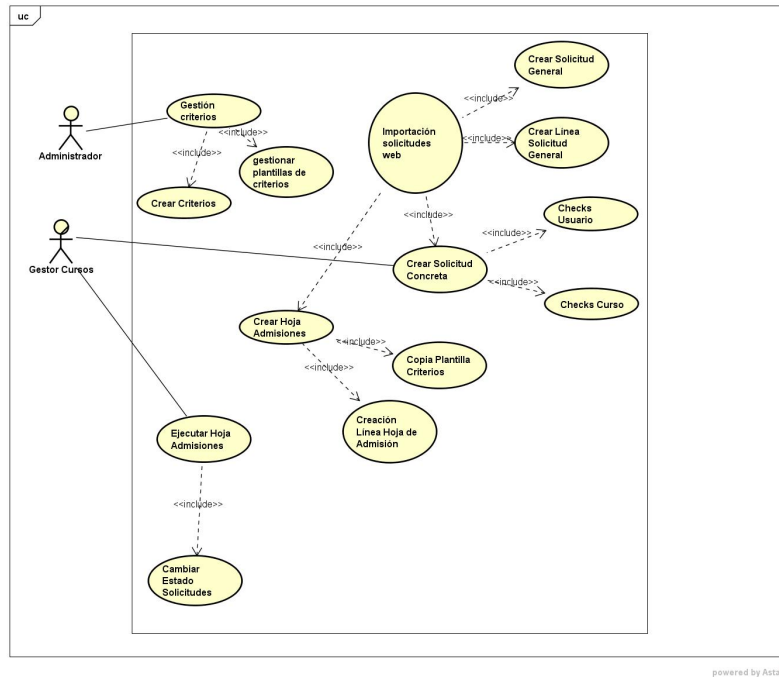 uc
Crear Solicitud
General
<<include>>
Gestión
criterios
Importación
solicitudes
web
Crear Línea
Solicitud
General
<<include>>
Administrador
<<include>>
<<include>>
gestionar
plantillas de
criterios
Crear Criterios
Checks
Usuario
<<include>>
<<include>>
<<include>>
Gestor Cursos
Crear Solicitud
Concreta
<<include>>
Checks Curso
Crear Hoja
Admisiones
<<include>>
Copia Plantilla
Criterios
<<include>>
Creación
Línea Hoja de
Admisión
Ejecutar Hoja
Admisiones
<<include>>
Cambiar
Estado
Solicitudes
powered by Asta